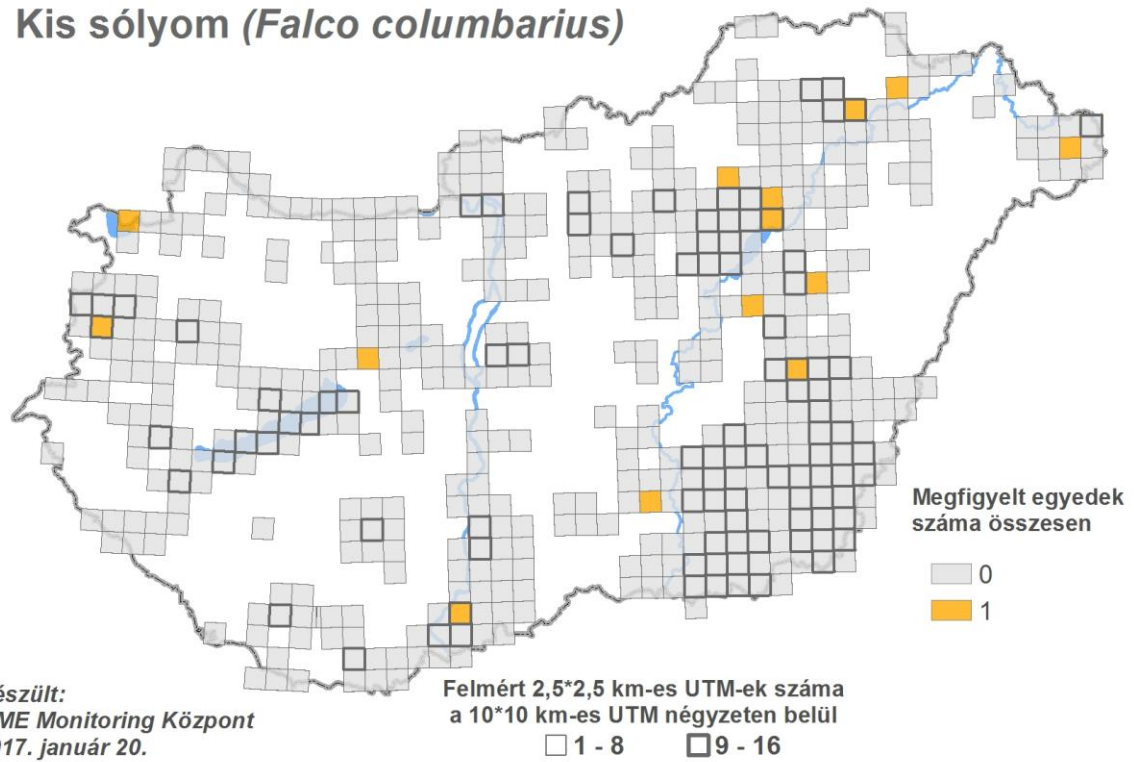 Kis sólyom (Falco columbarius)
Megfigyelt egyedek
száma összesen
0
1
észült:
ME Monitoring Központ
017. január 20.
Felmért 2,5*2,5 km-es UTM-ek száma
a 10*10 km-es UTM négyzeten belül
1 - 8
9 - 16